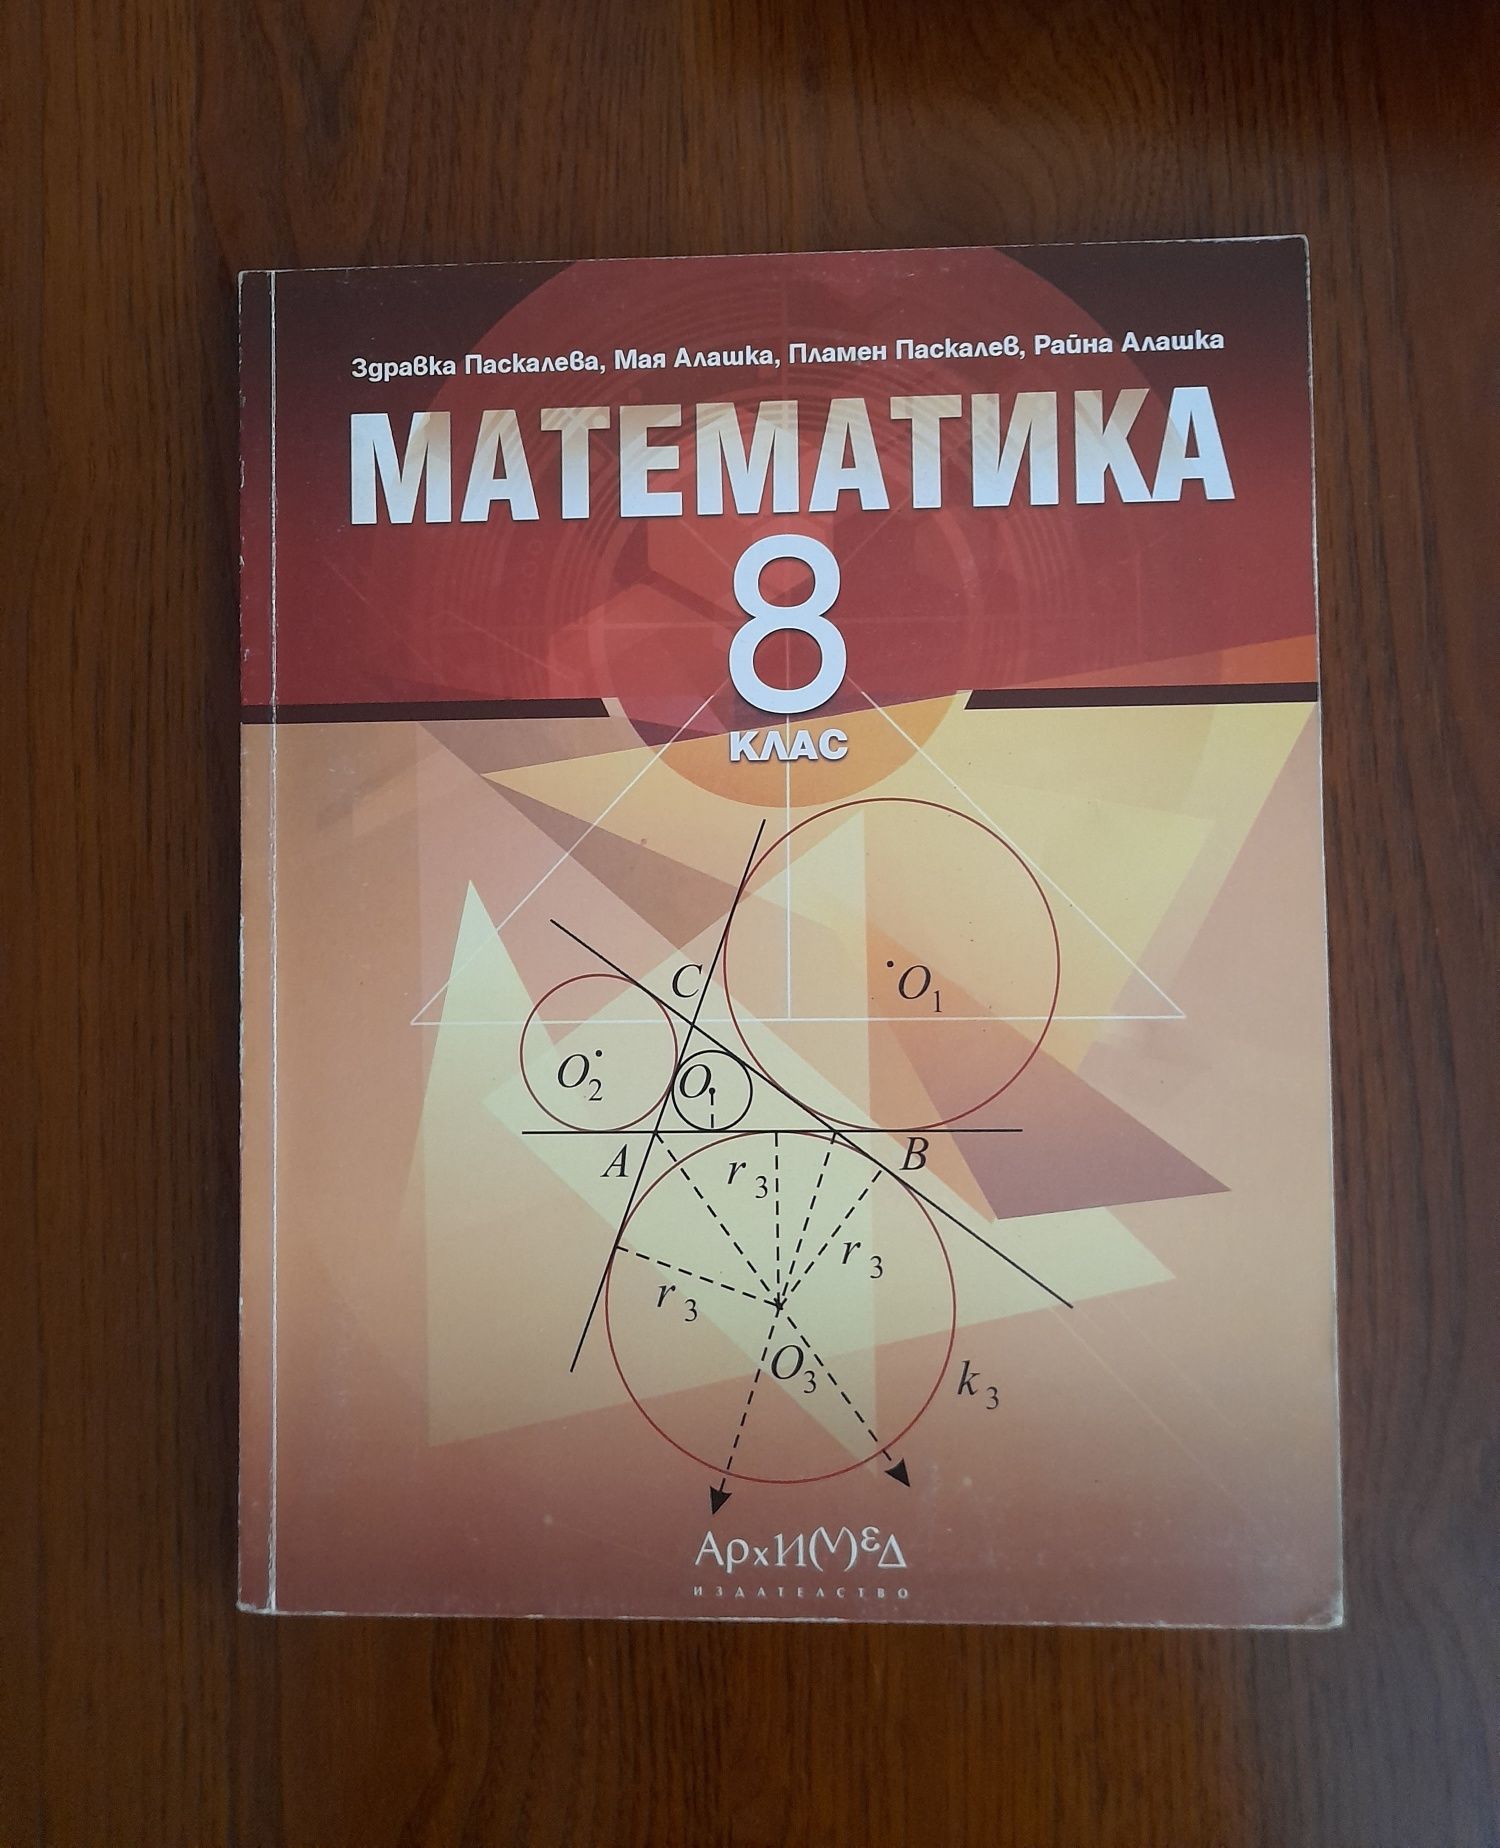 Здравка Паскалева, Мая Алашка, Пламен Паскалев, Райна Алашка
МАТЕМАТИКА
8
КЛАС
C
O₁
O₂
O
A
B
r₃
r₃
r₃
O₃
k₃
АрхИМЕД
ИЗДАТЕЛСТВО